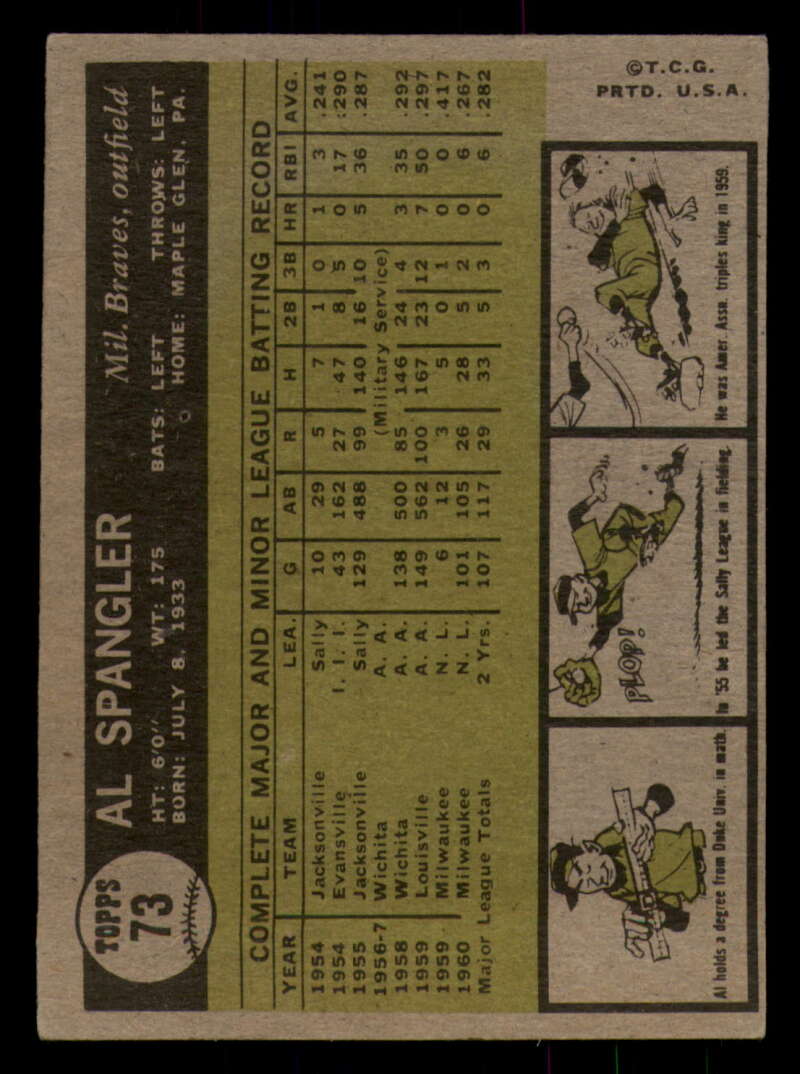 TOPPS
73
AL SPANGLER
Mil. Braves, outfield
HT: 6'0" WT: 175 BATS: LEFT THROWS: LEFT
BORN: JULY 8, 1933 HOME: MAPLE GLEN, PA.
COMPLETE MAJOR AND MINOR LEAGUE BATTING RECORD
YEAR TEAM LEA. G AB R H 2B 3B HR RBI AVG.
1954 Jacksonville Sally 10 29 5 7 1 0 1 3 .241
1954 Evansville I. I. I. 43 162 27 47 8 5 0 17 .290
1955 Jacksonville Sally 129 488 99 140 16 10 5 36 .287
1956-7 Wichita A. A. (Military Service)
1958 Wichita A. A. 138 500 85 146 24 4 3 35 .292
1959 Louisville A. A. 149 562 100 167 23 12 7 50 .297
1959 Milwaukee N. L. 6 12 3 5 0 1 0 0 .417
1960 Milwaukee N. L. 101 105 26 28 5 2 0 6 .267
Major League Totals 2 Yrs. 107 117 29 33 5 3 0 6 .282
Al holds a degree from Duke Univ. in math.
PLOP!
In '55 he led the Sally League in fielding.
He was Amer. Assn. triples king in 1959.
©T.C.G.
PRTD. U.S.A.